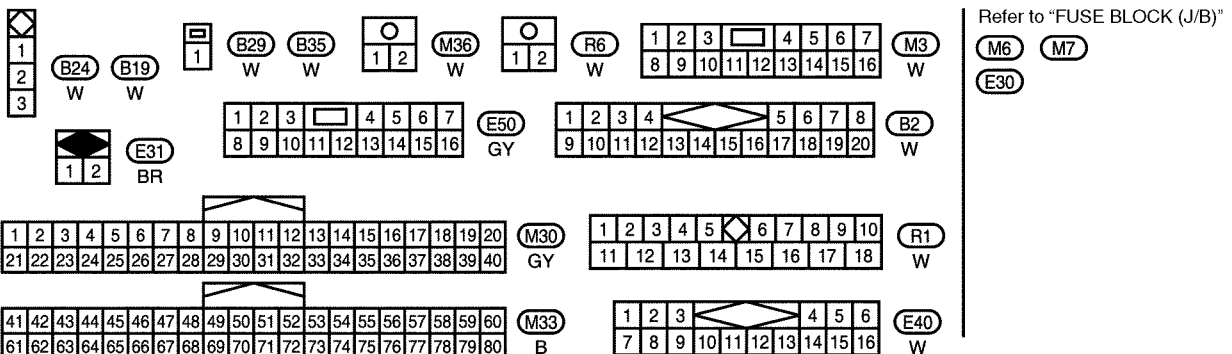 1
2
3
B24 B19
W W
1
B29 B35
W W
1 2
M36
W
1 2
R6
W
1 2 3 4 5 6 7
8 9 10 11 12 13 14 15 16
M3
W
Refer to "FUSE BLOCK (J/B)"
M6 M7
E30
1 2
E31
BR
1 2 3 4 5 6 7
8 9 10 11 12 13 14 15 16
E50
GY
1 2 3 4 5 6 7 8
9 10 11 12 13 14 15 16 17 18 19 20
B2
W
1 2 3 4 5 6 7 8 9 10 11 12 13 14 15 16 17 18 19 20
21 22 23 24 25 26 27 28 29 30 31 32 33 34 35 36 37 38 39 40
M30
GY
1 2 3 4 5 6 7 8 9 10
11 12 13 14 15 16 17 18
R1
W
41 42 43 44 45 46 47 48 49 50 51 52 53 54 55 56 57 58 59 60
61 62 63 64 65 66 67 68 69 70 71 72 73 74 75 76 77 78 79 80
M33
B
1 2 3 4 5 6
7 8 9 10 11 12 13 14 15 16
E40
W